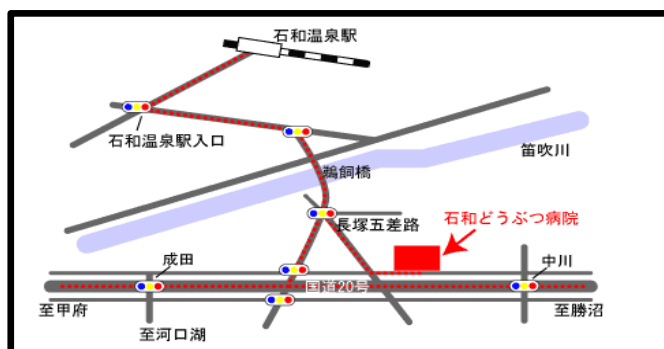 石和温泉駅
石和温泉駅入口
笛吹川
鵜飼橋
長塚五差路
石和どうぶつ病院
成田
中川
国道20号
至甲府
至勝沼
至河口湖